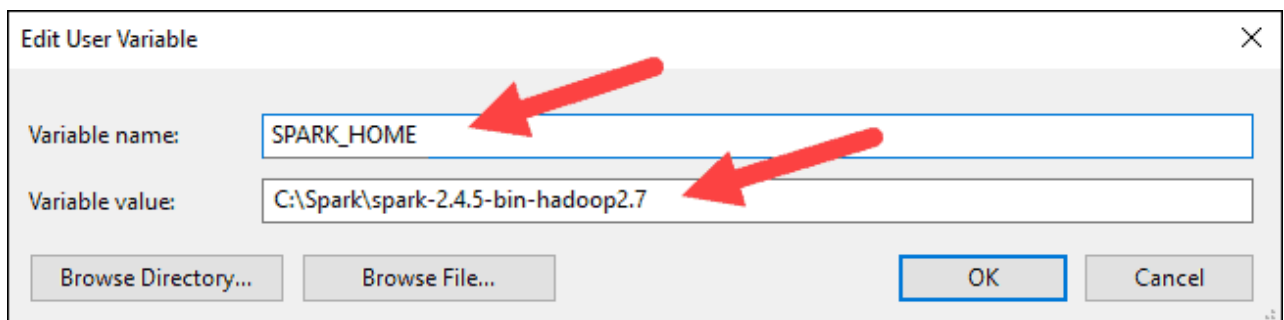 Edit User Variable
Variable name: SPARK_HOME
Variable value: C:\Spark\spark-2.4.5-bin-hadoop2.7
Browse Directory... Browse File... OK Cancel